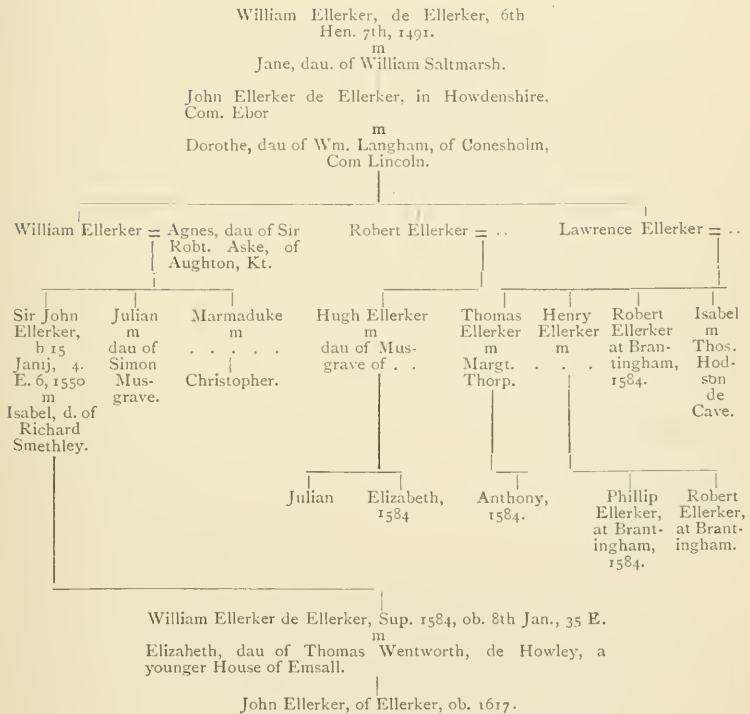 William Ellerker, de Ellerker, 6th
Hen. 7th, 1491.
m
Jane, dau. of William Saltmarsh.
John Ellerker de Ellerker, in Howdenshire,
Com. Ebor
m
Dorothe, dau of Wm. Langham, of Conesholm,
Com Lincoln.
William Ellerker = Agnes, dau of Sir
Robt. Aske, of
Aughton, Kt.
Robert Ellerker = ..
Lawrence Ellerker = ..
Sir John
Ellerker,
b 15
Janij, 4.
E. 6, 1550
m
Isabel, d. of
Richard
Smethley.
Julian
m
dau of
Simon
Mus-
grave.
Marmaduke
m
. . . . .
Christopher.
Hugh Ellerker
m
dau of Mus-
grave of . .
Thomas
Ellerker
m
Margt.
Thorp.
Henry
Ellerker
m
. . .
Robert
Ellerker
at Bran-
tingham,
1584.
Isabel
m
Thos.
Hod-
son
de
Cave.
Julian
Elizabeth,
1584
Anthony,
1584.
Phillip
Ellerker,
at Brant-
ingham,
1584.
Robert
Ellerker,
at Brant-
ingham.
William Ellerker de Ellerker, Sup. 1584, ob. 8th Jan., 35 E.
m
Elizaheth, dau of Thomas Wentworth, de Howley, a
younger House of Emsall.
John Ellerker, of Ellerker, ob. 1617.